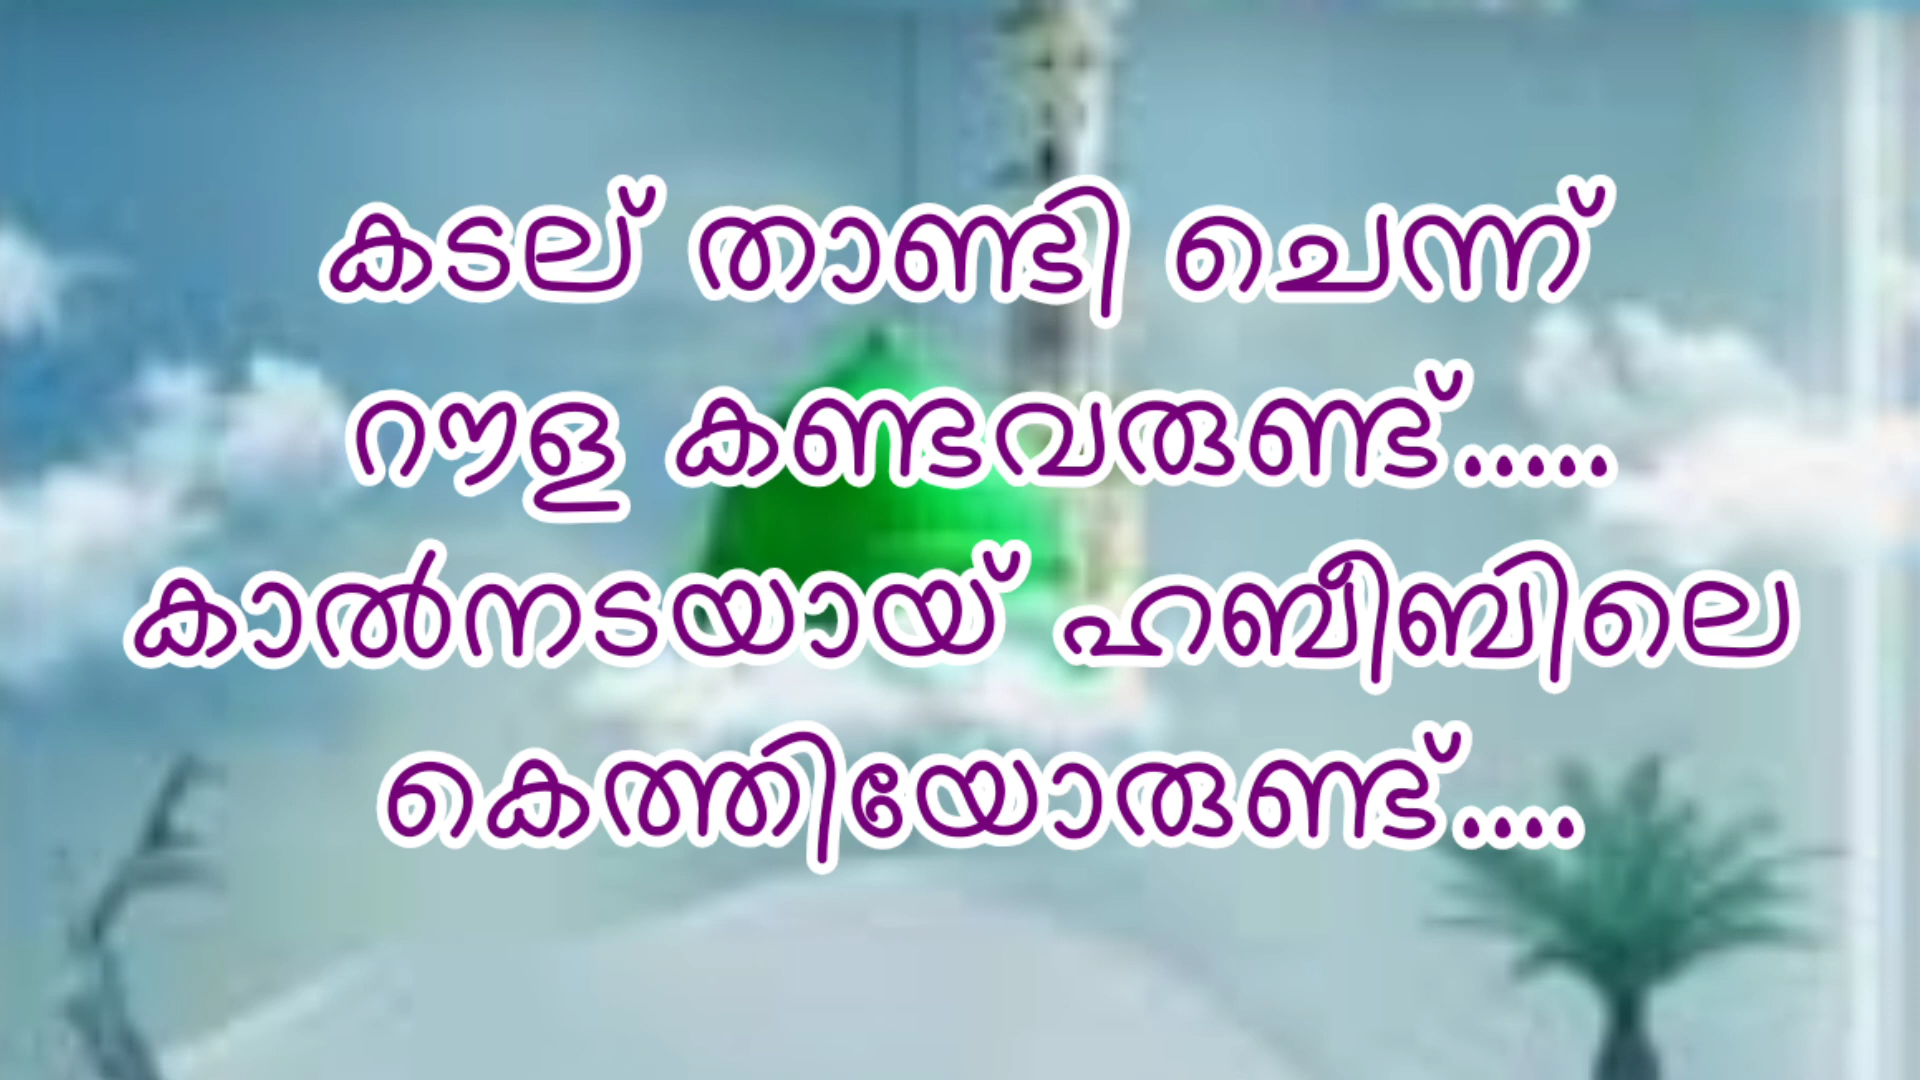 കടല് താണ്ടി ചെന്ന്
റൗള കണ്ടവരുണ്ട്.....
കാൽനടയായ് ഹബീബിലെ
കെത്തിയോരുണ്ട്....